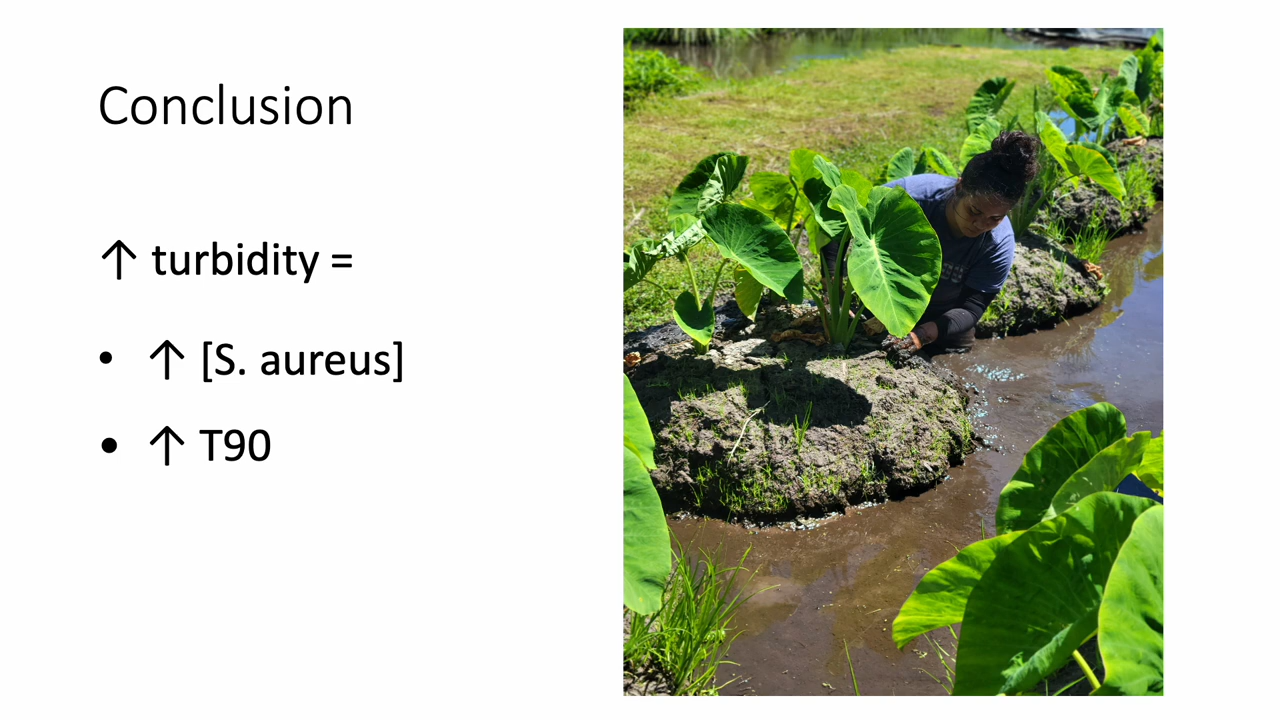 Conclusion
↑ turbidity =
• ↑ [S. aureus]
• ↑ T90